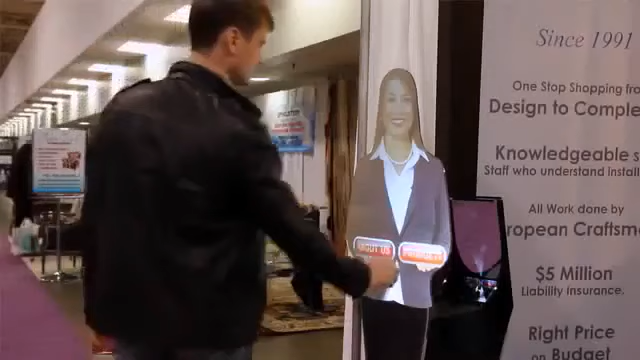 Since 1991
One Stop Shopping fro
Design to Comple
Knowledgeable s
Staff who understand install
All Work done by
ropean Craftsm
$5 Million
Liability insurance.
Right Price
on Budget
ABOUT US